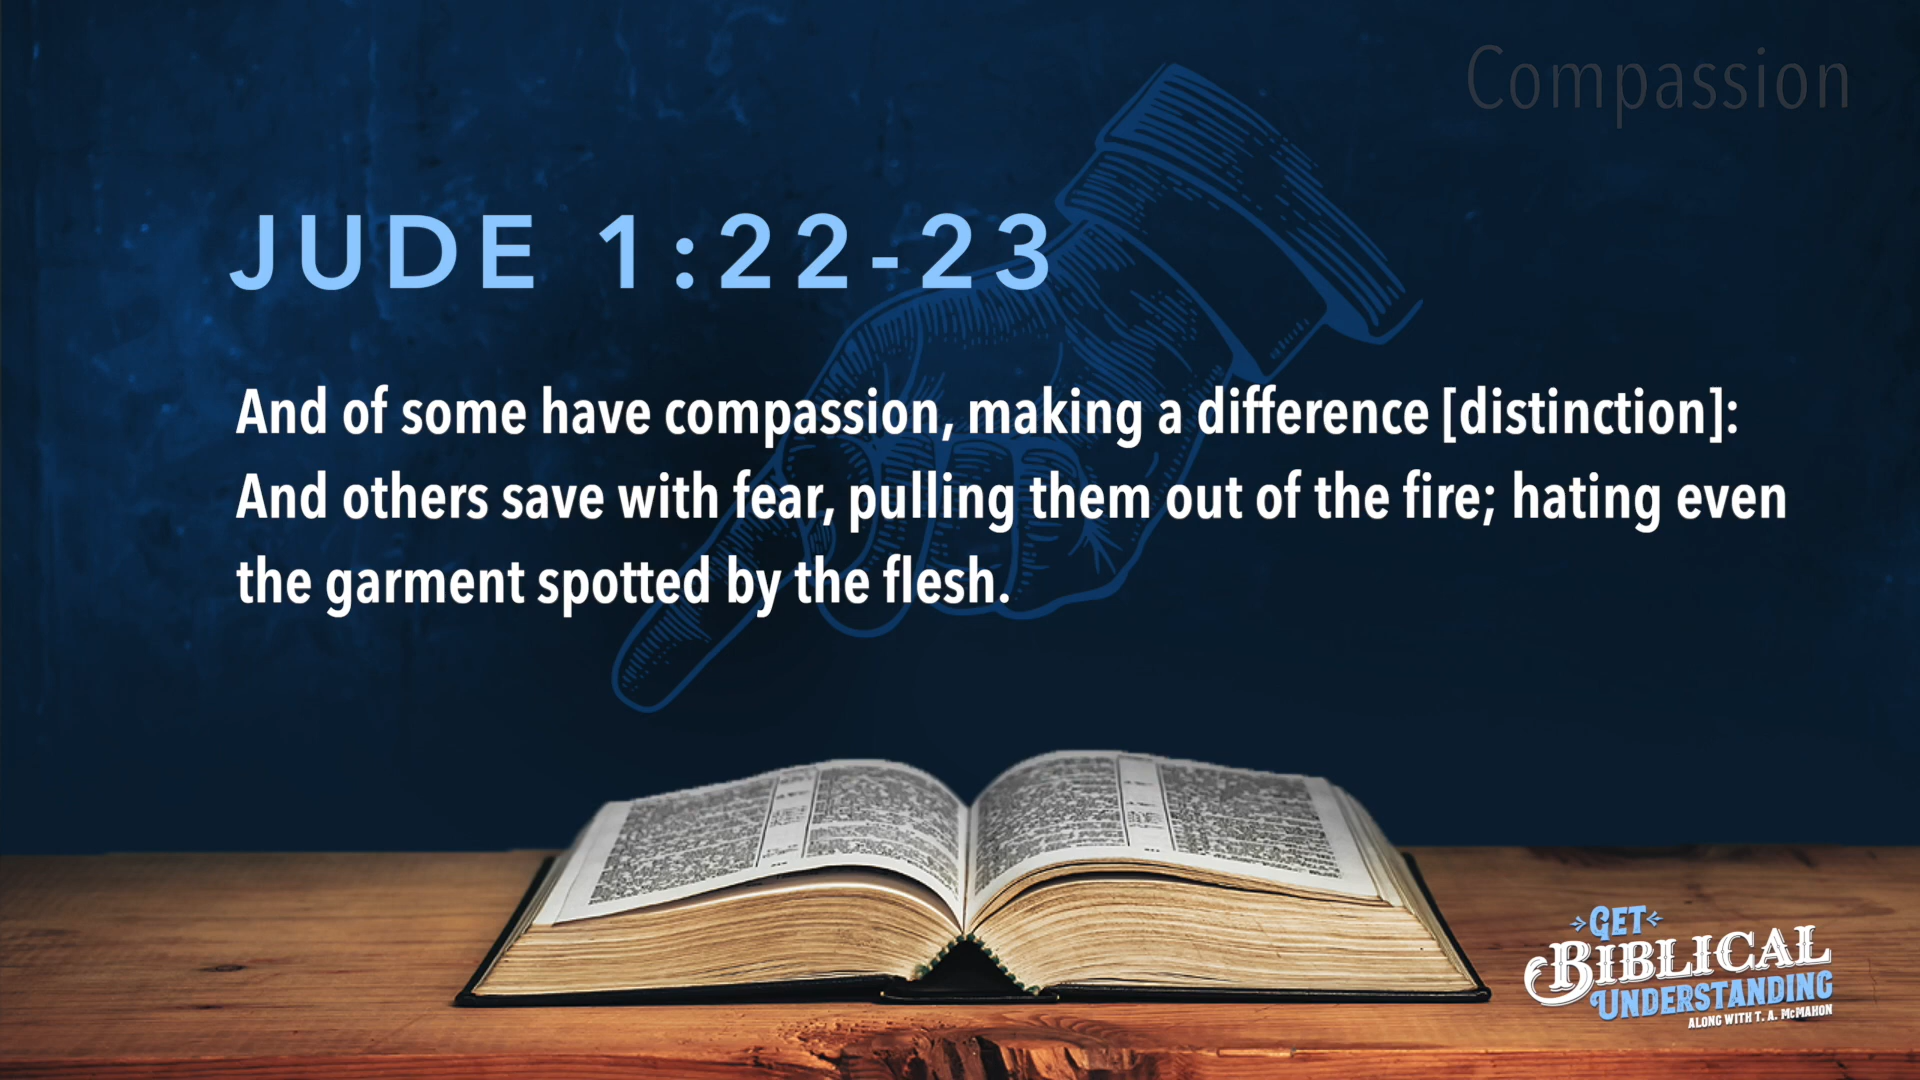 Compassion
JUDE 1:22-23
And of some have compassion, making a difference [distinction]:
And others save with fear, pulling them out of the fire; hating even
the garment spotted by the flesh.
GET
BIBLICAL
UNDERSTANDING
ALONG WITH T. A. McMAHON